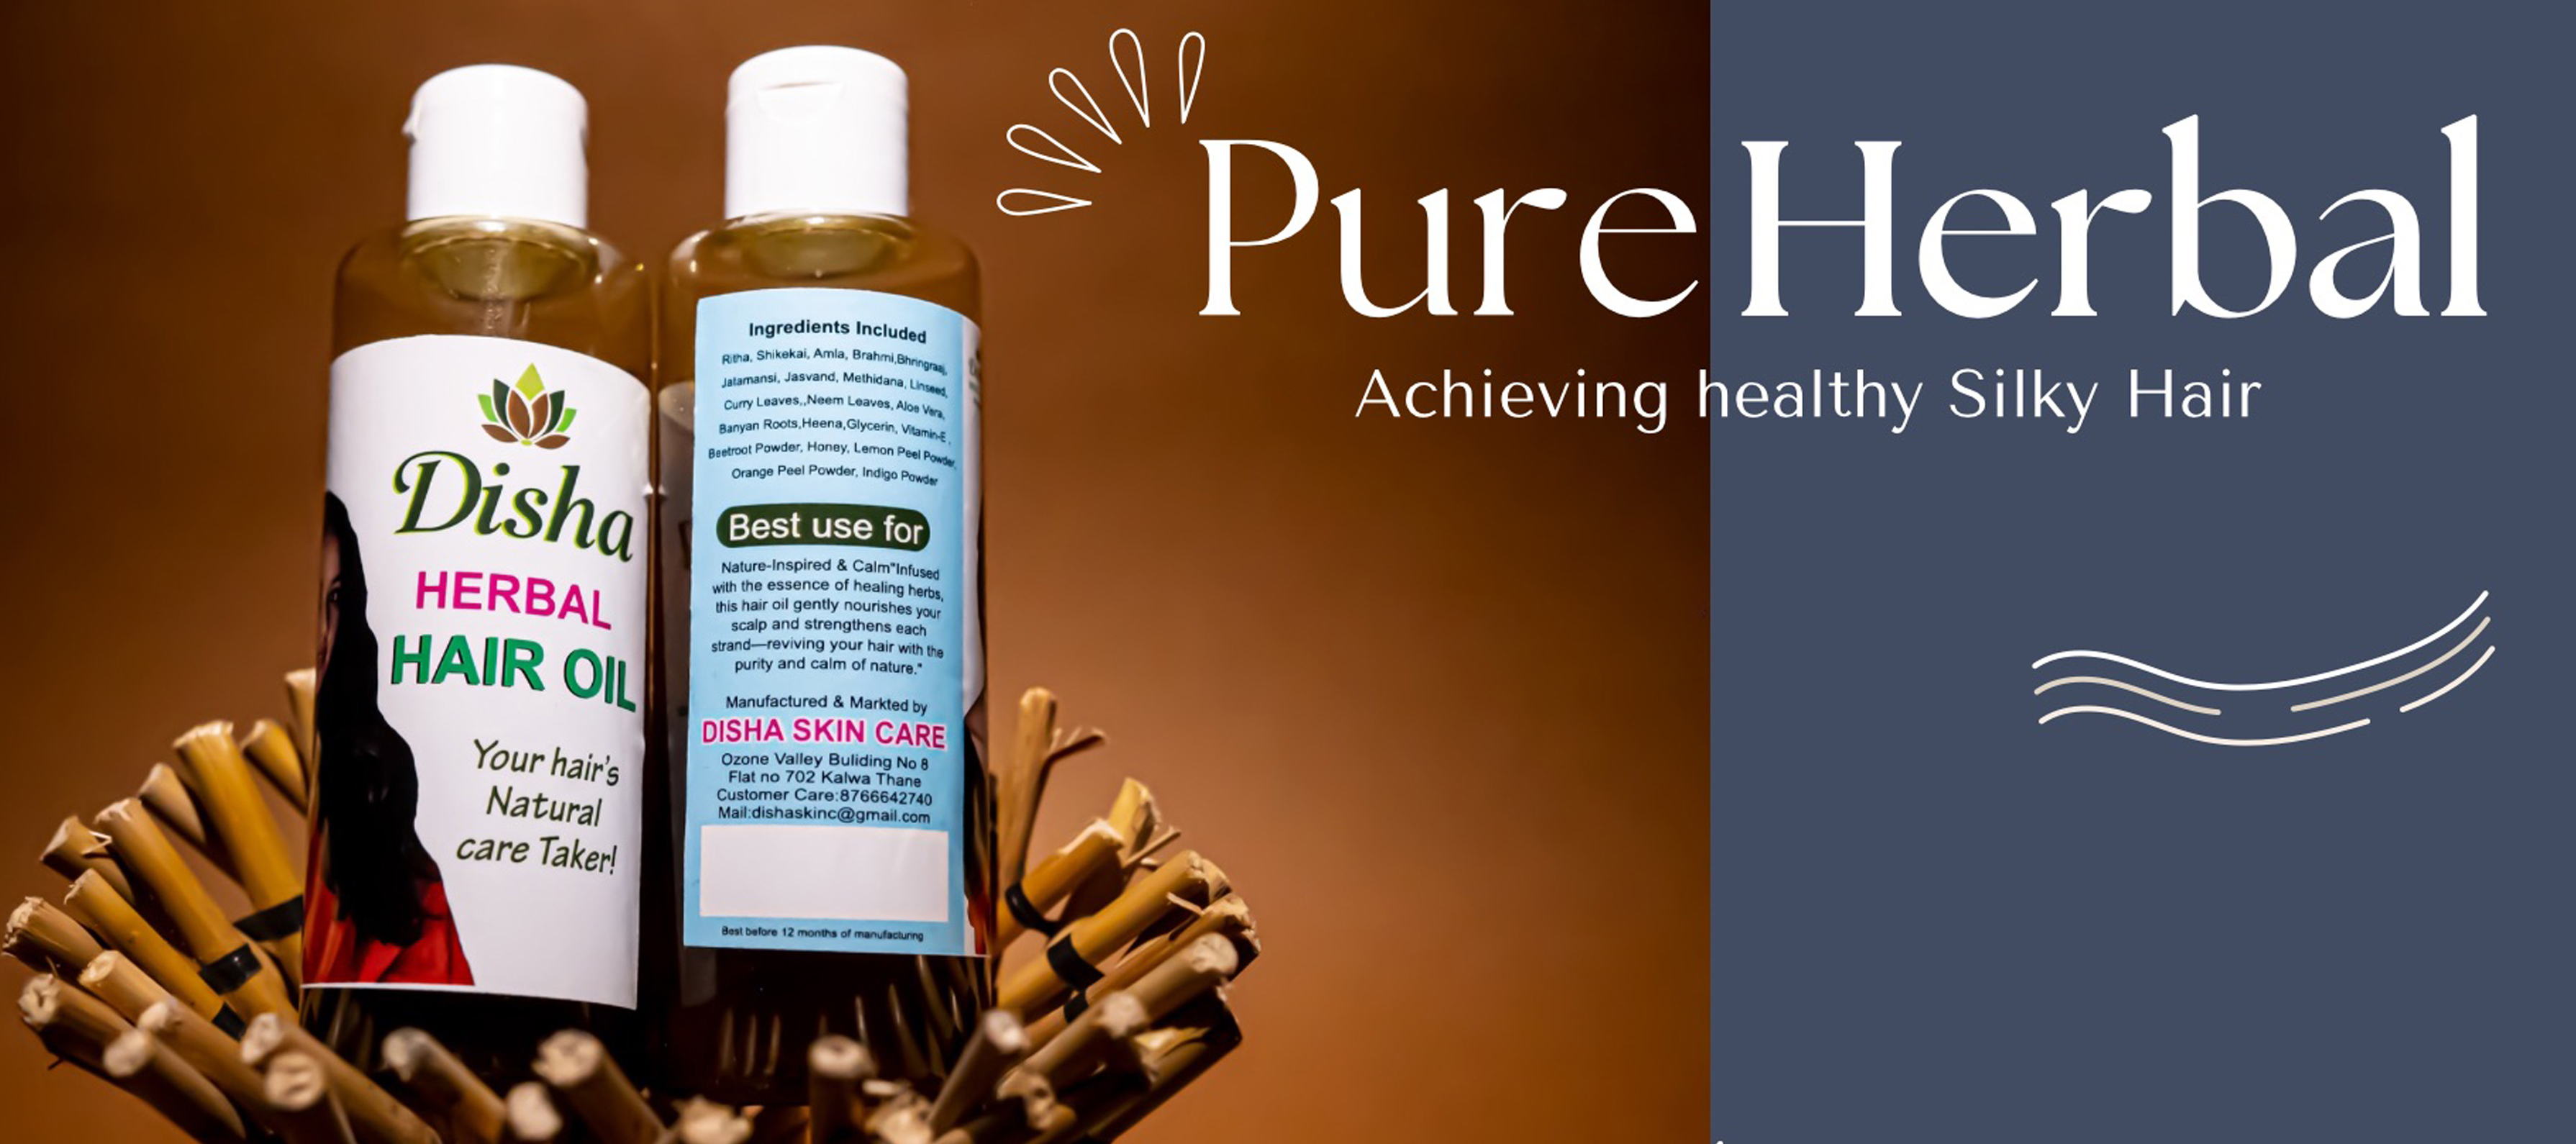 Pure Herbal
Achieving healthy Silky Hair
Disha
HERBAL
HAIR OIL
Your hair's
Natural
care Taker!
Ingredients Included
Ritha, Shikekai, Amla, Brahmi,Bhringraaj,
Jatamansi, Jasvand, Methidana, Linseed,
Curry Leaves,,Neem Leaves, Aloe Vera,
Banyan Roots,Heena,Glycerin, Vitamin-E ,
Beetroot Powder, Honey, Lemon Peel Powder,
Orange Peel Powder, Indigo Powder
Best use for
Nature-Inspired & Calm"Infused
with the essence of healing herbs,
this hair oil gently nourishes your
scalp and strengthens each
strand—reviving your hair with the
purity and calm of nature."
Manufactured & Markted by
DISHA SKIN CARE
Ozone Valley Buliding No 8
Flat no 702 Kalwa Thane
Customer Care:8766642740
Mail:dishaskinc@gmail.com
Best before 12 months of manufacturing